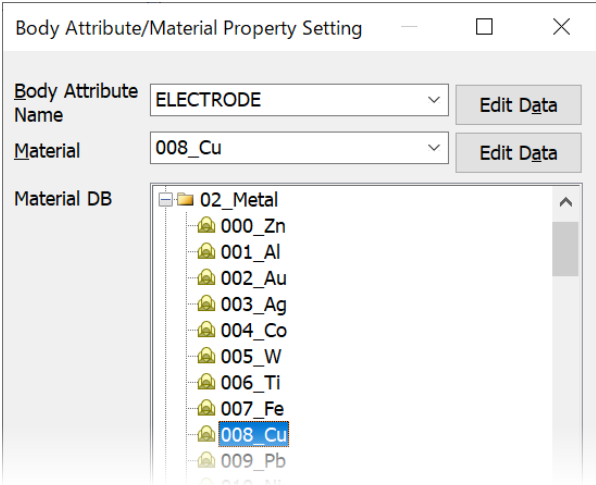 Body Attribute/Material Property Setting
Body Attribute Name
ELECTRODE
Edit Data
Material
008_Cu
Edit Data
Material DB
02_Metal
000_Zn
001_Al
002_Au
003_Ag
004_Co
005_W
006_Ti
007_Fe
008_Cu
009_Pb